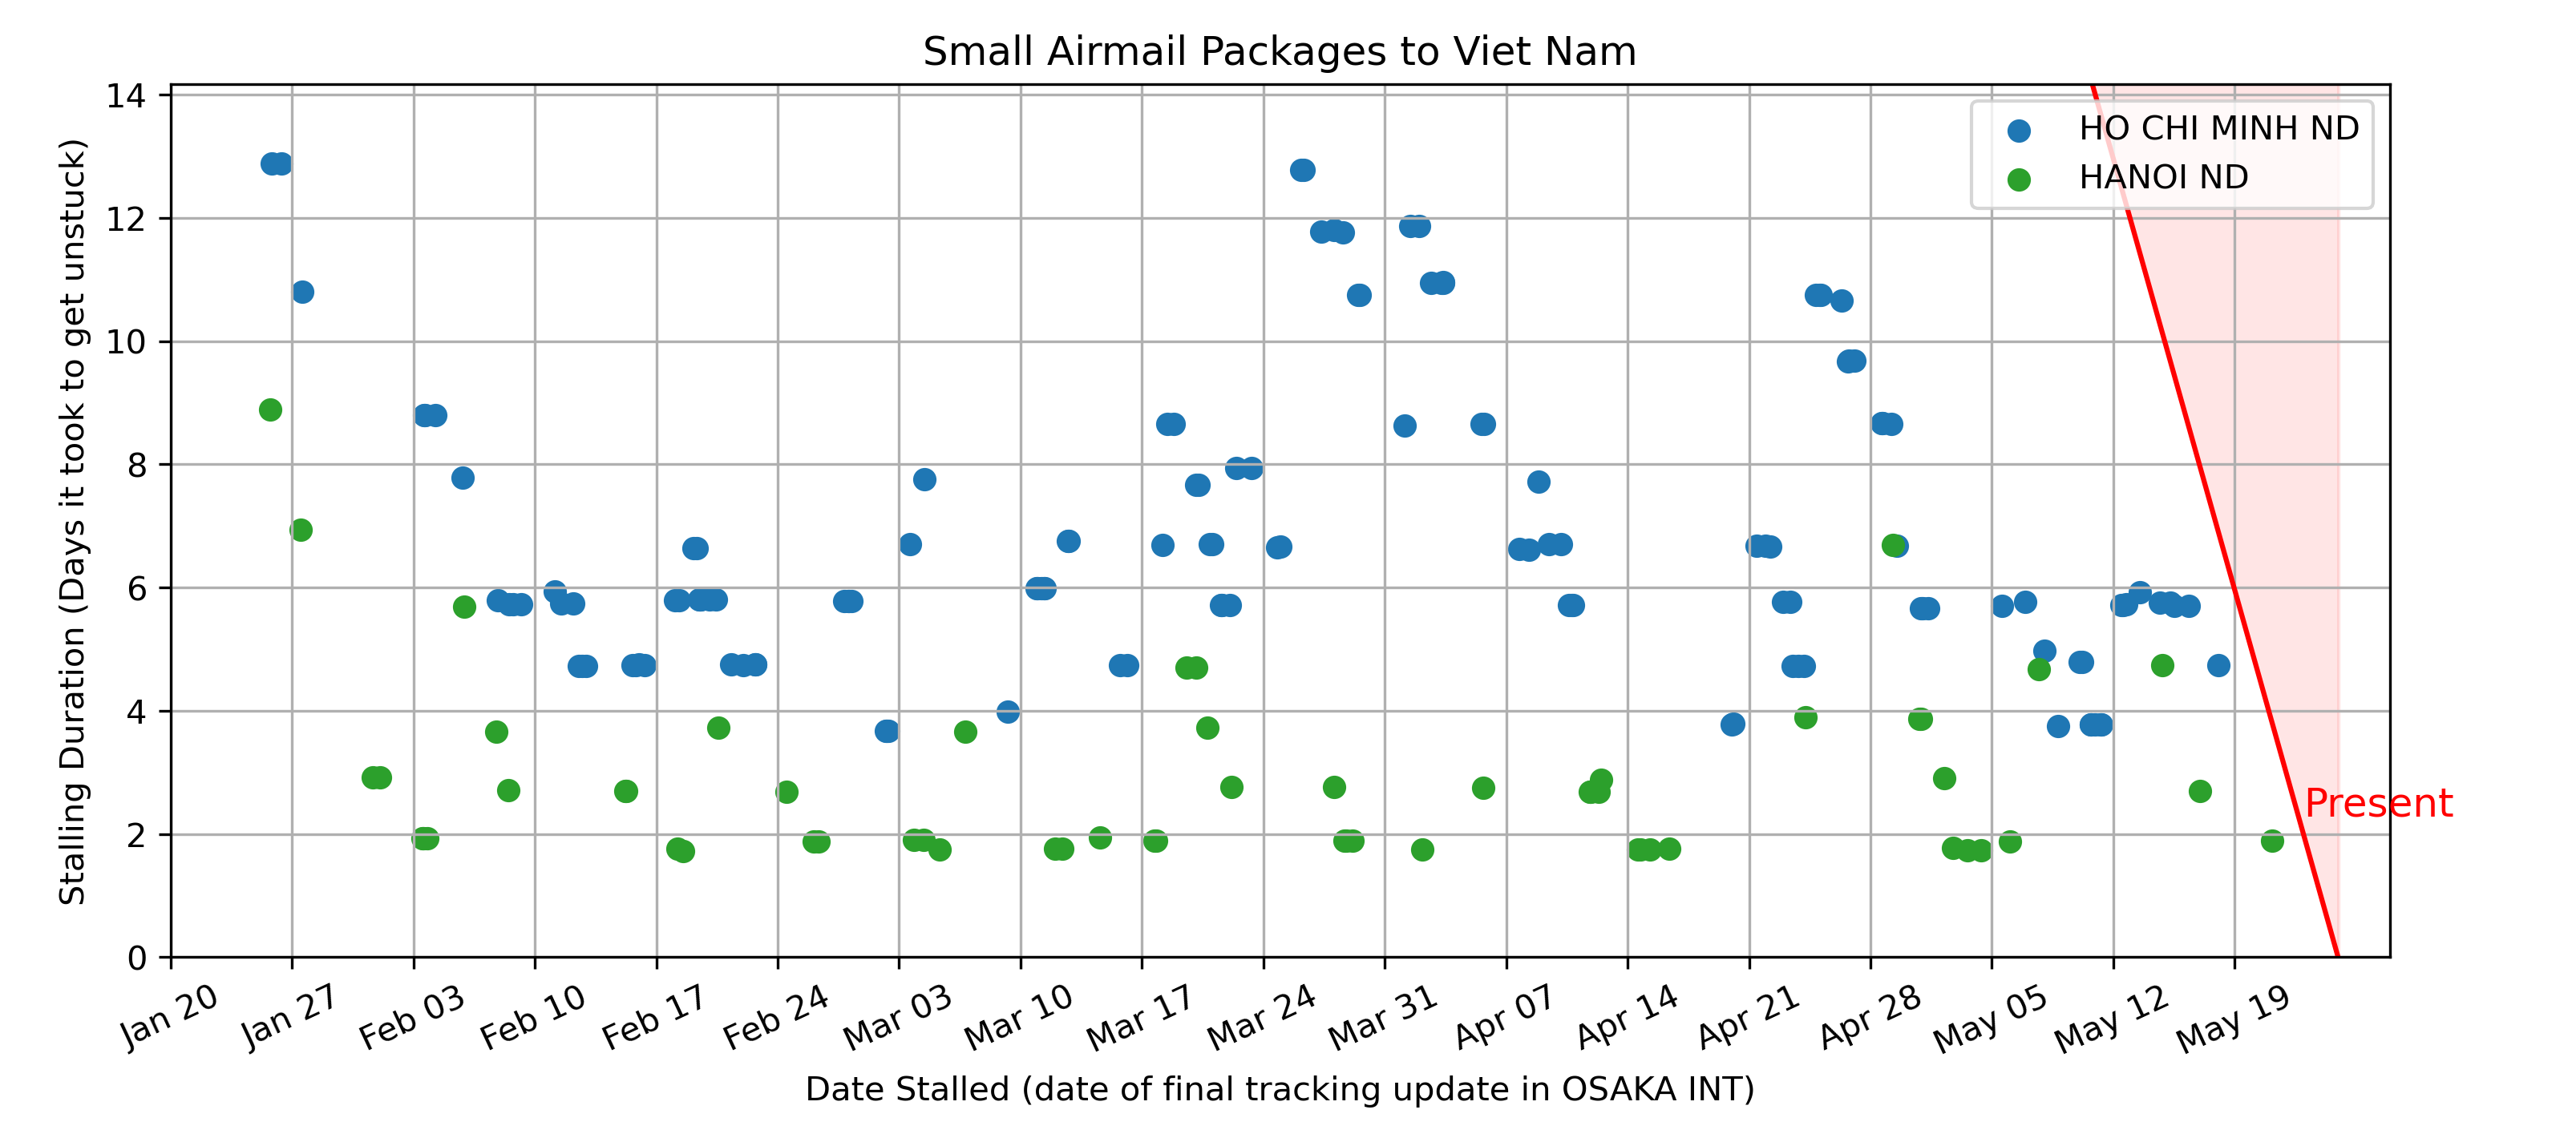 Small Airmail Packages to Viet Nam
Stalling Duration (Days it took to get unstuck)
14
12
10
8
6
4
2
0
HO CHI MINH ND
HANOI ND
Present
Jan 20
Jan 27
Feb 03
Feb 10
Feb 17
Feb 24
Mar 03
Mar 10
Mar 17
Mar 24
Mar 31
Apr 07
Apr 14
Apr 21
Apr 28
May 05
May 12
May 19
Date Stalled (date of final tracking update in OSAKA INT)